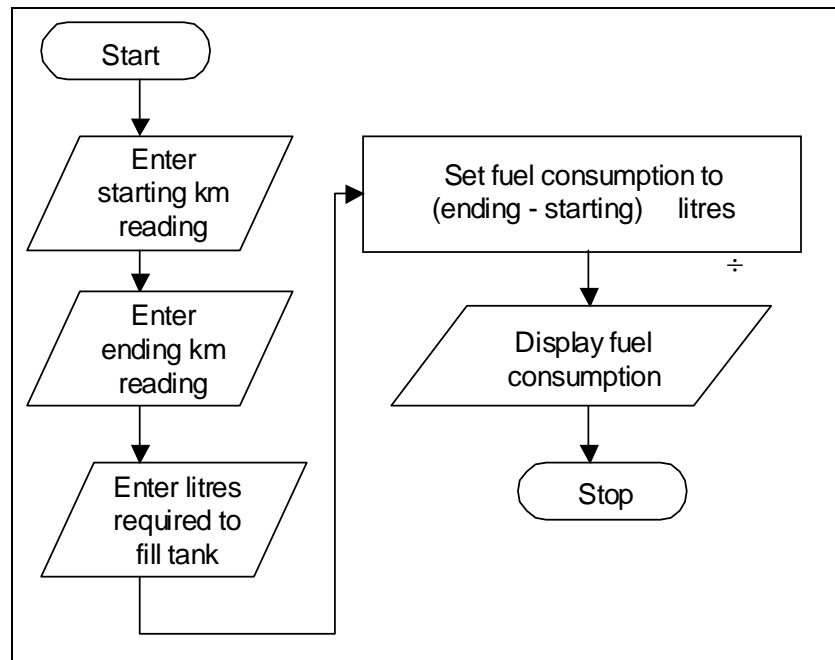 Start
Enter
starting km
reading
Enter
ending km
reading
Enter litres
required to
fill tank
Set fuel consumption to
(ending - starting) litres
÷
Display fuel
consumption
Stop